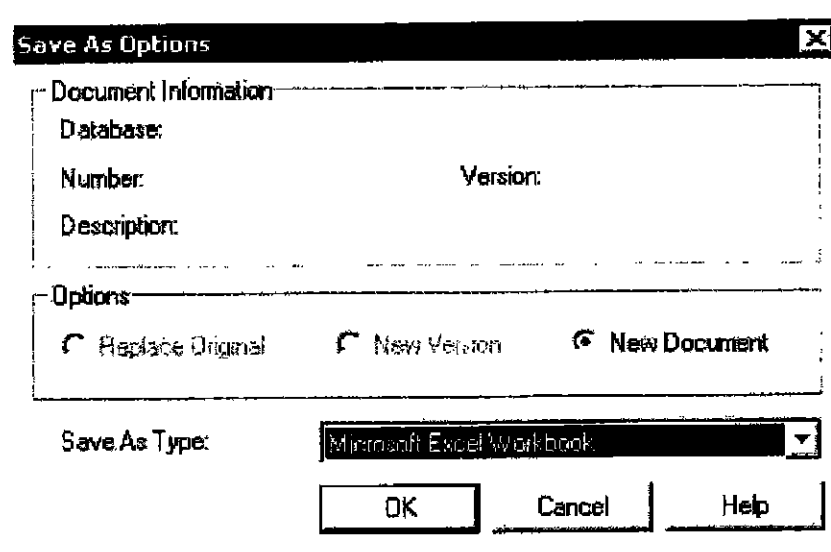 Save As Options
Document Information
Database:
Number: Version:
Description:
Options
Replace Original New Version New Document
Save As Type: Microsoft Excel Workbook
OK Cancel Help